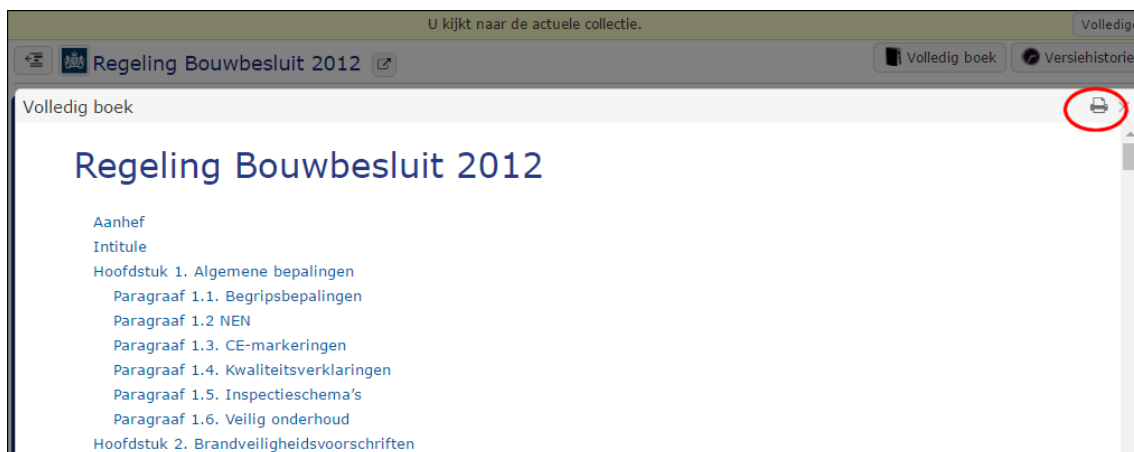 U kijkt naar de actuele collectie.
Volledig
Regeling Bouwbesluit 2012
Volledig boek
Versiehistorie
Volledig boek
Regeling Bouwbesluit 2012
Aanhef
Intitule
Hoofdstuk 1. Algemene bepalingen
Paragraaf 1.1. Begripsbepalingen
Paragraaf 1.2 NEN
Paragraaf 1.3. CE-markeringen
Paragraaf 1.4. Kwaliteitsverklaringen
Paragraaf 1.5. Inspectieschema's
Paragraaf 1.6. Veilig onderhoud
Hoofdstuk 2. Brandveiligheidsvoorschriften